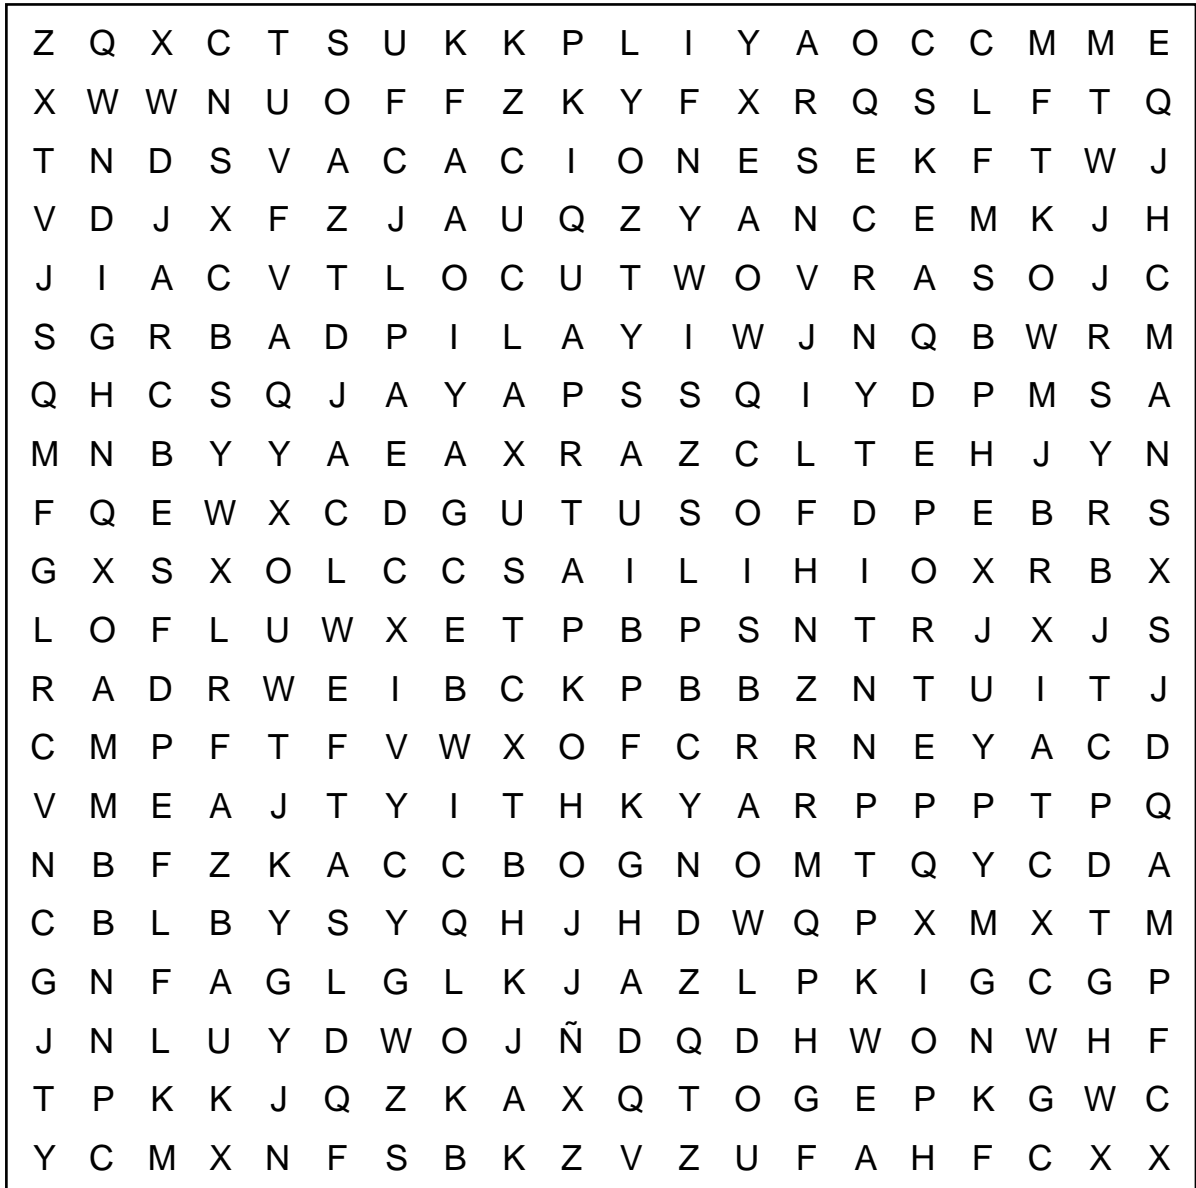 Z Q X C T S U K K P L I Y A O C C M M E
X W W N U O F F Z K Y F X R Q S L F T Q
T N D S V A C A C I O N E S E K F T W J
V D J X F Z J A U Q Z Y A N C E M K J H
J I A C V T L O C U T W O V R A S O J C
S G R B A D P I L A Y I W J N Q B W R M
Q H C S Q J A Y A P S S Q I Y D P M S A
M N B Y Y A E A X R A Z C L T E H J Y N
F Q E W X C D G U T U S O F D P E B R S
G X S X O L C C S A I L I H I O X R B X
L O F L U W X E T P B P S N T R J X J S
R A D R W E I B C K P B B Z N T U I T J
C M P F T F V W X O F C R R N E Y A C D
V M E A J T Y I T H K Y A R P P P T P Q
N B F Z K A C C B O G N O M T Q Y C D A
C B L B Y S Y Q H J H D W Q P X M X T M
G N F A G L G L K J A Z L P K I G C G P
J N L U Y D W O J Ñ D Q D H W O N W H F
T P K K J Q Z K A X Q T O G E P K G W C
Y C M X N F S B K Z V Z U F A H F C X X